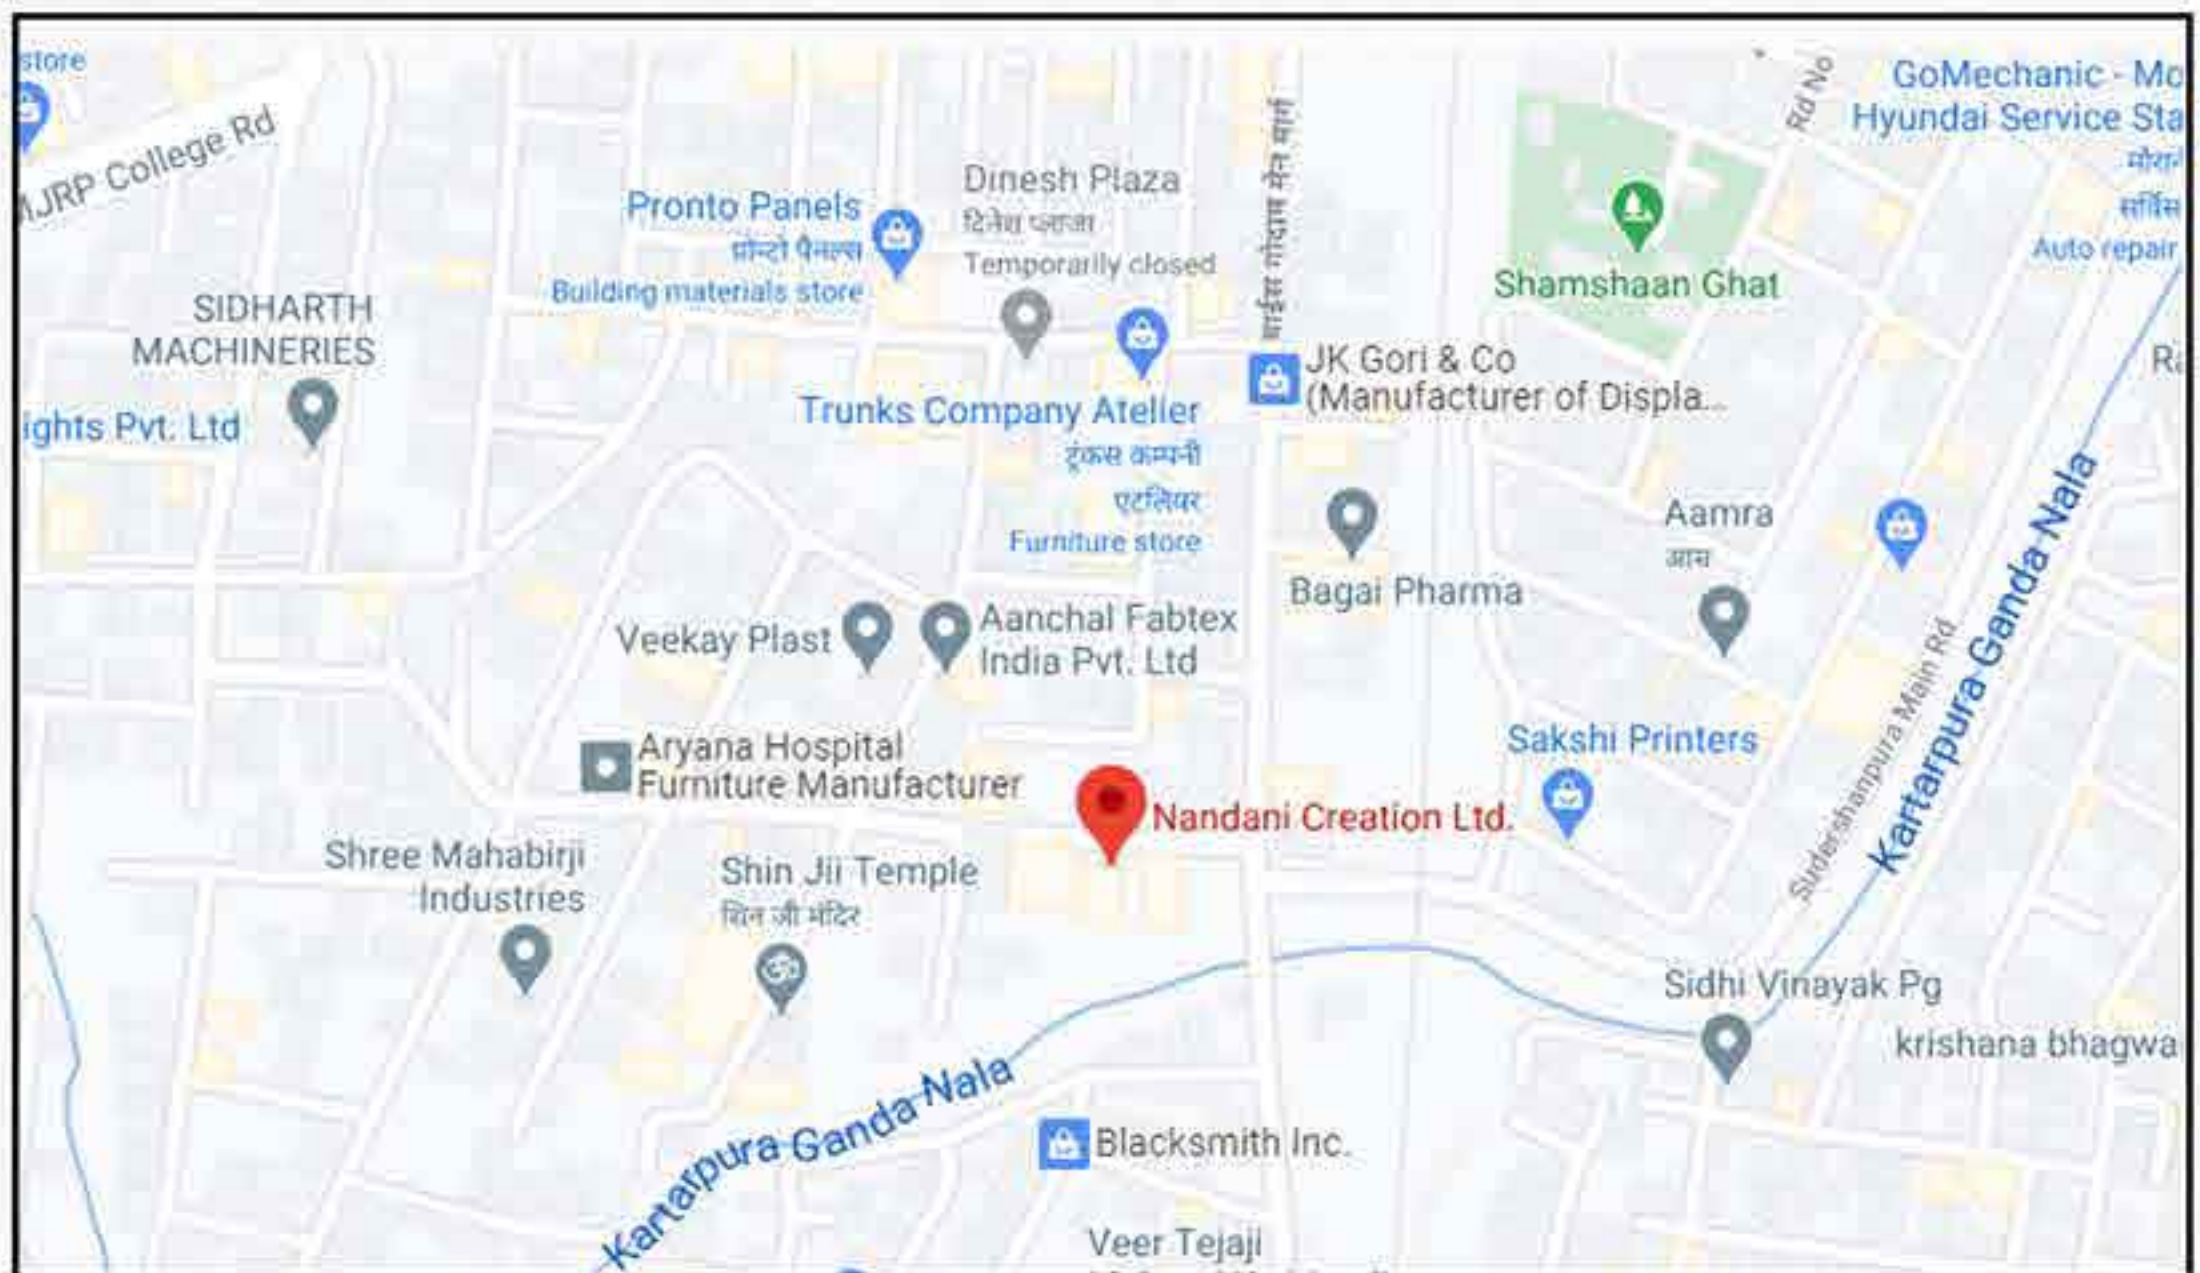 store
MJRP College Rd
Rd No
GoMechanic - Mo
Hyundai Service Sta
सर्विस
Auto repair
Dinesh Plaza
दिनेश प्लाजा
Temporarily closed
Pronto Panels
प्रोन्टो पैनल्स
Building materials store
बाईस गोदाम मेन मार्ग
Shamshaan Ghat
SIDHARTH
MACHINERIES
ights Pvt. Ltd
JK Gori & Co
(Manufacturer of Displa...
Trunks Company Atelier
ट्रंकस कम्पनी
एटलियर
Furniture store
Aamra
Bagai Pharma
Veekay Plast
Aanchal Fabtex
India Pvt. Ltd
Kartarpura Ganda Nala
Sudershanpura Main Rd
Sakshi Printers
Aryana Hospital
Furniture Manufacturer
Nandani Creation Ltd.
Shree Mahabirji
Industries
Shin Jii Temple
शिन जी मंदिर
Sidhi Vinayak Pg
krishana bhagwa
Kartarpura Ganda Nala
Blacksmith Inc.
Veer Tejaji